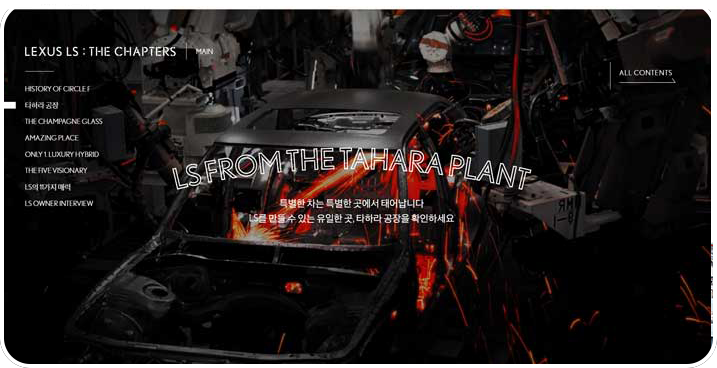 LEXUS LS : THE CHAPTERS
MAIN
ALL CONTENTS
HISTORY OF CIRCLE F
타하라 공장
THE CHAMPAGNE GLASS
AMAZING PLACE
ONLY 1 LUXURY HYBRID
THE FIVE VISIONARY
LS의 11가지 매력
LS OWNER INTERVIEW
LS FROM THE TAHARA PLANT
특별한 차는 특별한 곳에서 태어납니다
LS를 만들 수 있는 유일한 곳, 타하라 공장을 확인하세요